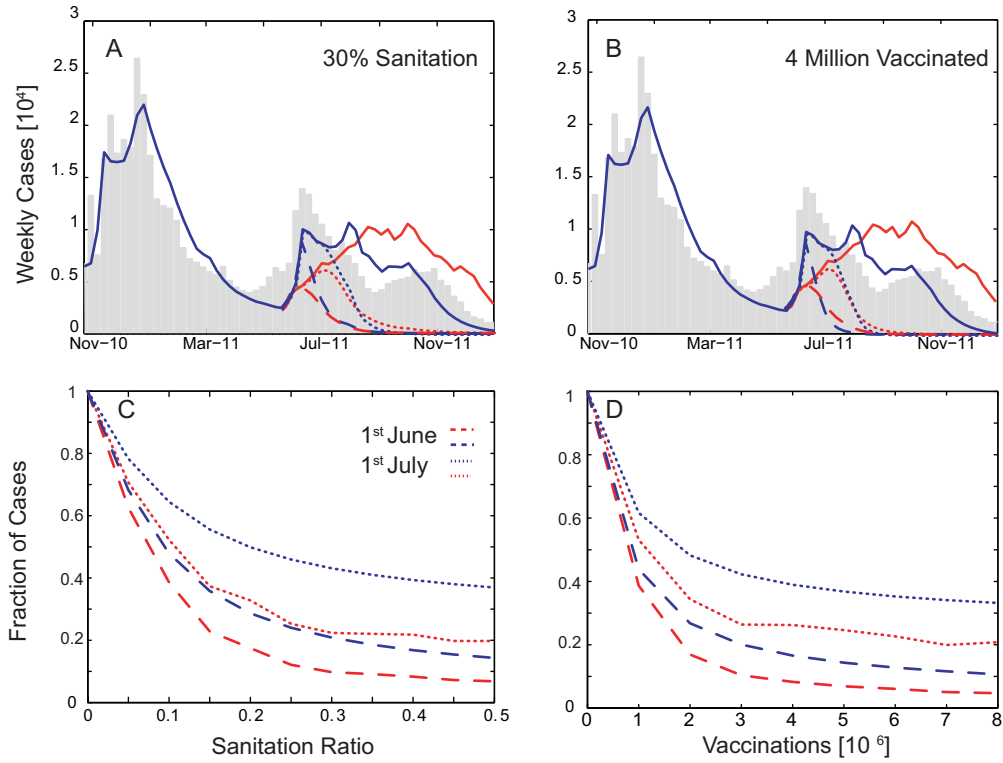 A
30% Sanitation
B
4 Million Vaccinated
Weekly Cases [10⁴]
3
2.5
2
1.5
1
0.5
0
Nov−10
Mar−11
Jul−11
Nov−11
3
2.5
2
1.5
1
0.5
0
Nov−10
Mar−11
Jul−11
Nov−11
C
1st June
1st July
D
Fraction of Cases
1
0.8
0.6
0.4
0.2
0
0
0.1
0.2
0.3
0.4
0.5
Sanitation Ratio
1
0.8
0.6
0.4
0.2
0
0
1
2
3
4
5
6
7
8
Vaccinations [10 ⁶]